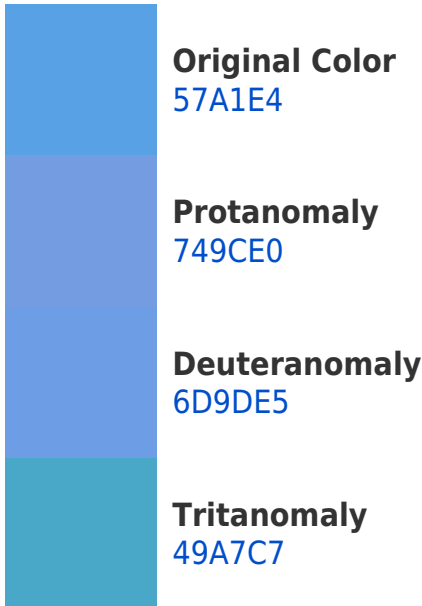 Original Color
57A1E4
Protanomaly
749CE0
Deuteranomaly
6D9DE5
Tritanomaly
49A7C7